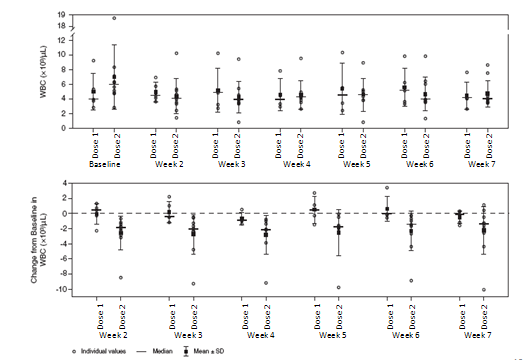 19
18
12
10
8
6
4
2
0
WBC (×10³/µL)
Dose 1 Dose 2 Dose 1 Dose 2 Dose 1 Dose 2 Dose 1 Dose 2 Dose 1 Dose 2 Dose 1 Dose 2 Dose 1 Dose 2
Baseline Week 2 Week 3 Week 4 Week 5 Week 6 Week 7
4
2
0
-2
-4
-6
-8
-10
Change from Baseline in
WBC (×10³/µL)
Dose 1 Dose 2 Dose 1 Dose 2 Dose 1 Dose 2 Dose 1 Dose 2 Dose 1 Dose 2 Dose 1 Dose 2
Week 2 Week 3 Week 4 Week 5 Week 6 Week 7
Individual values Median Mean ± SD